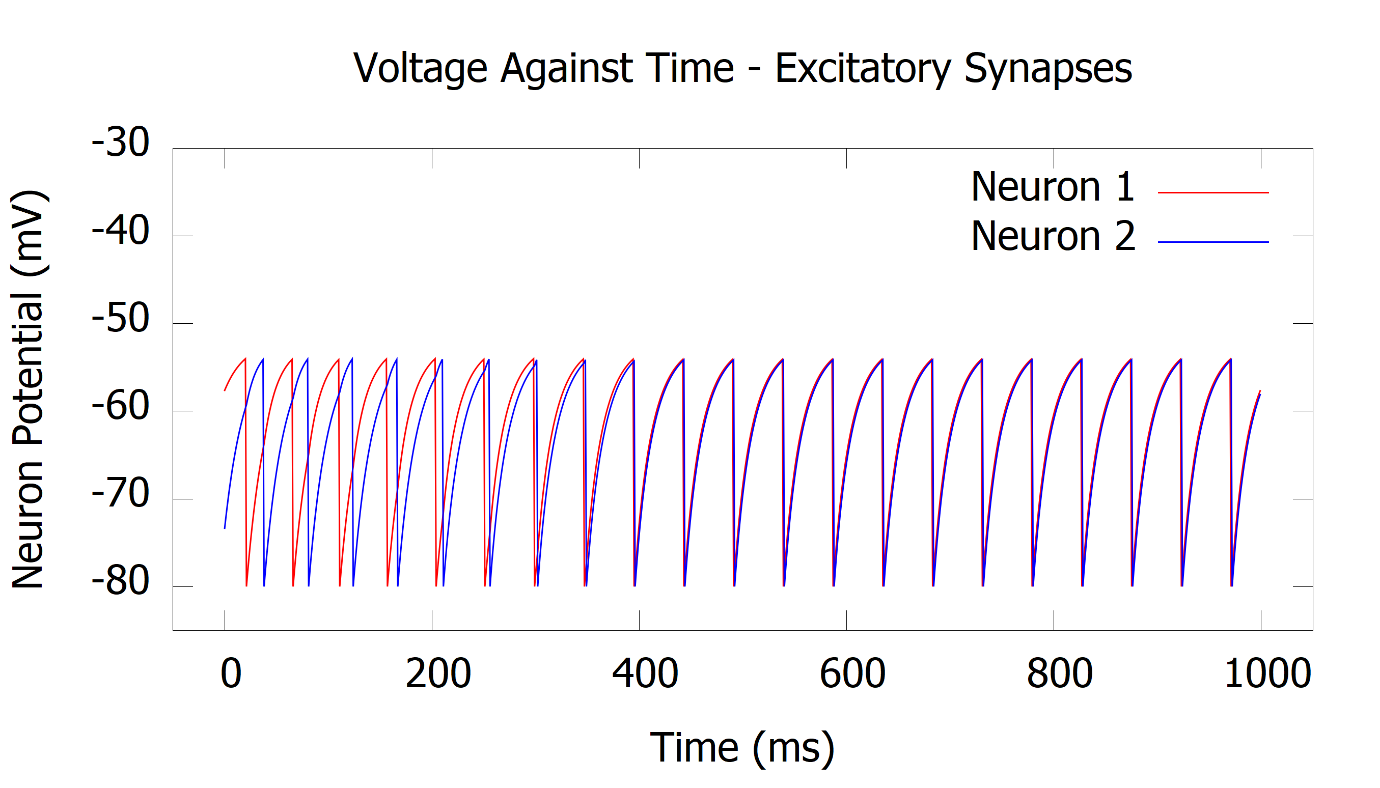 Voltage Against Time - Excitatory Synapses
-30
-40
-50
-60
-70
-80
Neuron Potential (mV)
Neuron 1
Neuron 2
0 200 400 600 800 1000
Time (ms)